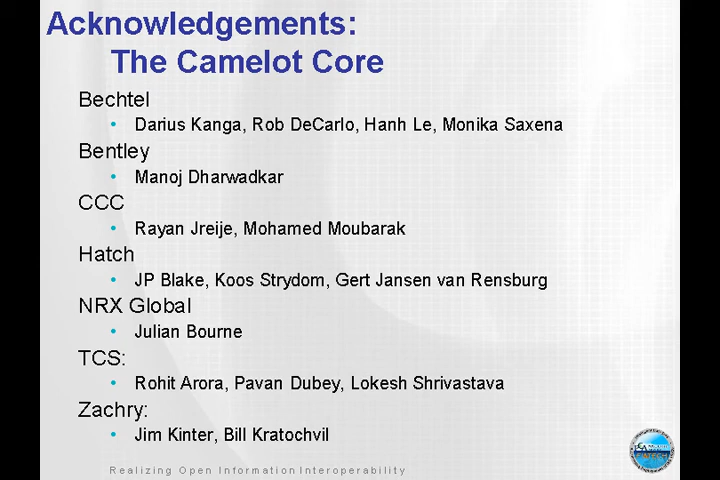 Acknowledgements:
The Camelot Core
Bechtel
• Darius Kanga, Rob DeCarlo, Hanh Le, Monika Saxena
Bentley
• Manoj Dharwadkar
CCC
• Rayan Jreije, Mohamed Moubarak
Hatch
• JP Blake, Koos Strydom, Gert Jansen van Rensburg
NRX Global
• Julian Bourne
TCS:
• Rohit Arora, Pavan Dubey, Lokesh Shrivastava
Zachry:
• Jim Kinter, Bill Kratochvil
Realizing Open Information Interoperability